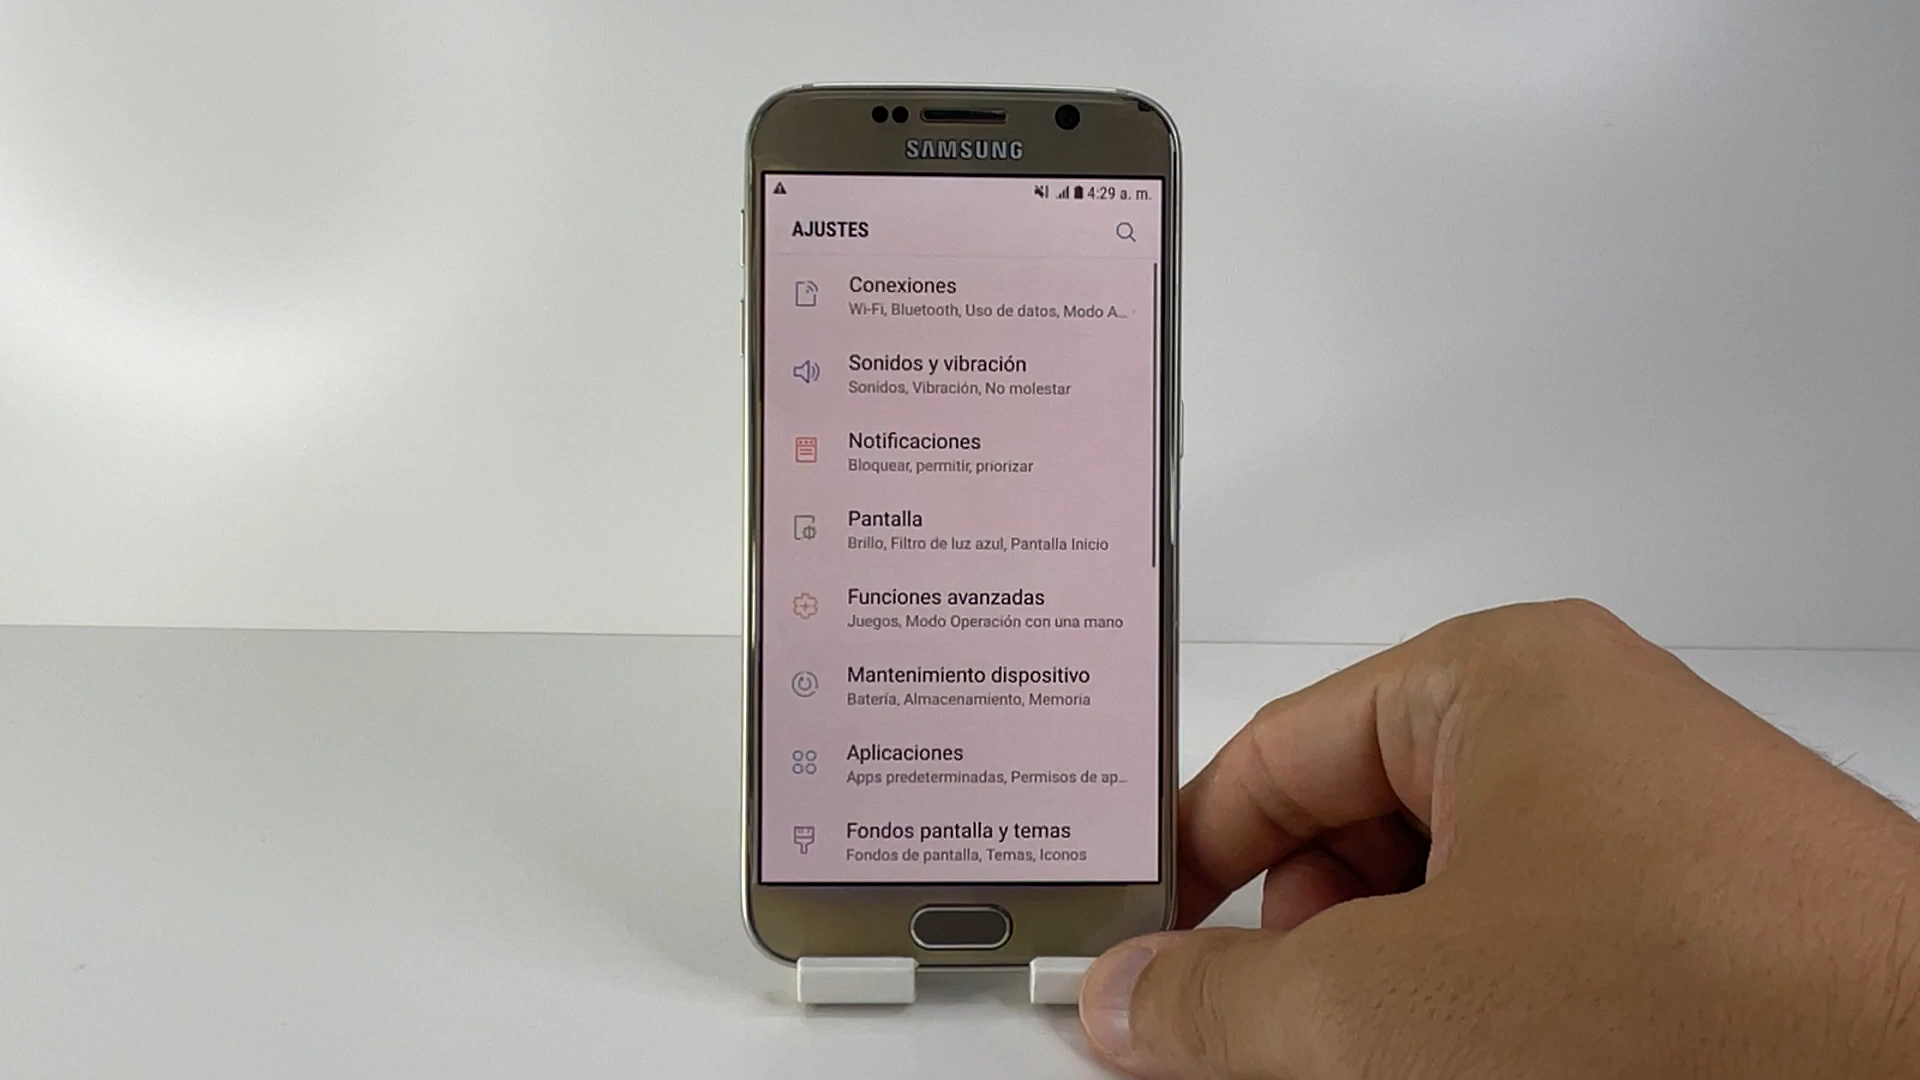 SAMSUNG
4:29 a. m.
AJUSTES
Conexiones
Wi-Fi, Bluetooth, Uso de datos, Modo A...
Sonidos y vibración
Sonidos, Vibración, No molestar
Notificaciones
Bloquear, permitir, priorizar
Pantalla
Brillo, Filtro de luz azul, Pantalla Inicio
Funciones avanzadas
Juegos, Modo Operación con una mano
Mantenimiento dispositivo
Batería, Almacenamiento, Memoria
Aplicaciones
Apps predeterminadas, Permisos de ap...
Fondos pantalla y temas
Fondos de pantalla, Temas, Iconos